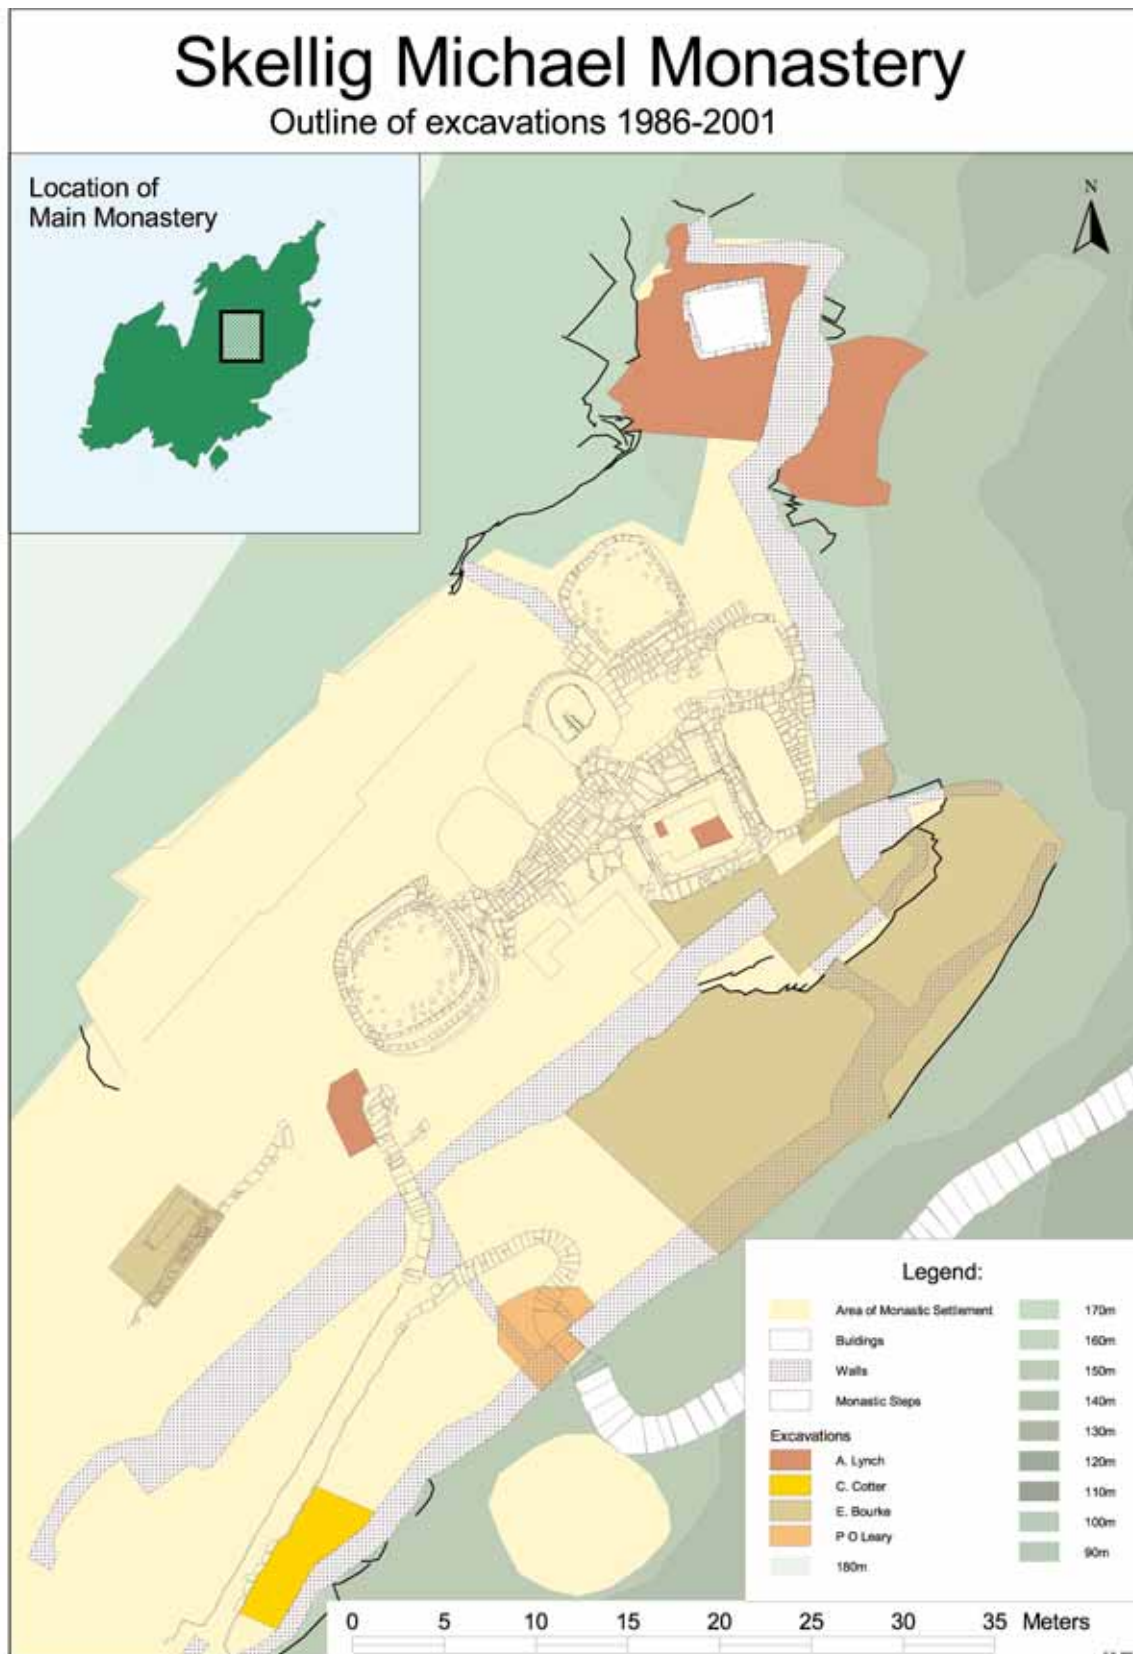 Skellig Michael Monastery
Outline of excavations 1986-2001
Location of
Main Monastery
N
Legend:
Area of Monastic Settlement
Buldings
Walls
Monastic Steps
Excavations
A. Lynch
C. Cotter
E. Bourke
P O Leary
180m
170m
160m
150m
140m
130m
120m
110m
100m
90m
0 5 10 15 20 25 30 35 Meters